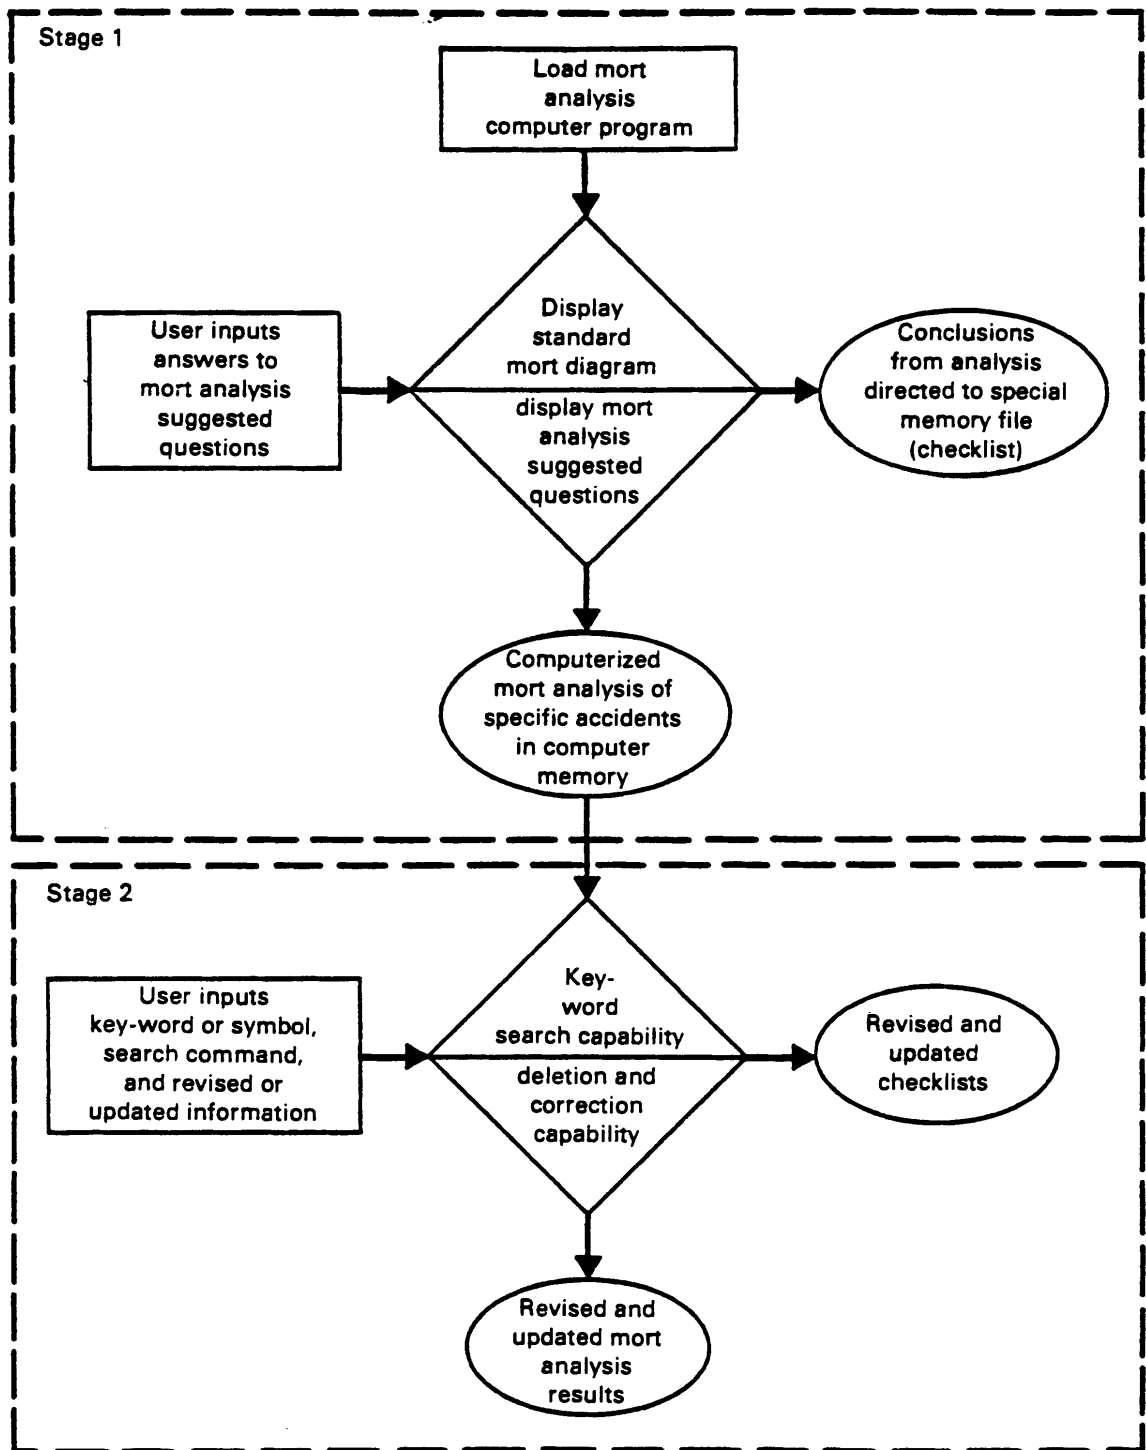 Stage 1
Load mort
analysis
computer program
User inputs
answers to
mort analysis
suggested
questions
Display
standard
mort diagram
display mort
analysis
suggested
questions
Conclusions
from analysis
directed to special
memory file
(checklist)
Computerized
mort analysis of
specific accidents
in computer
memory
Stage 2
User inputs
key-word or symbol,
search command,
and revised or
updated information
Key-
word
search capability
deletion and
correction
capability
Revised and
updated
checklists
Revised and
updated mort
analysis
results